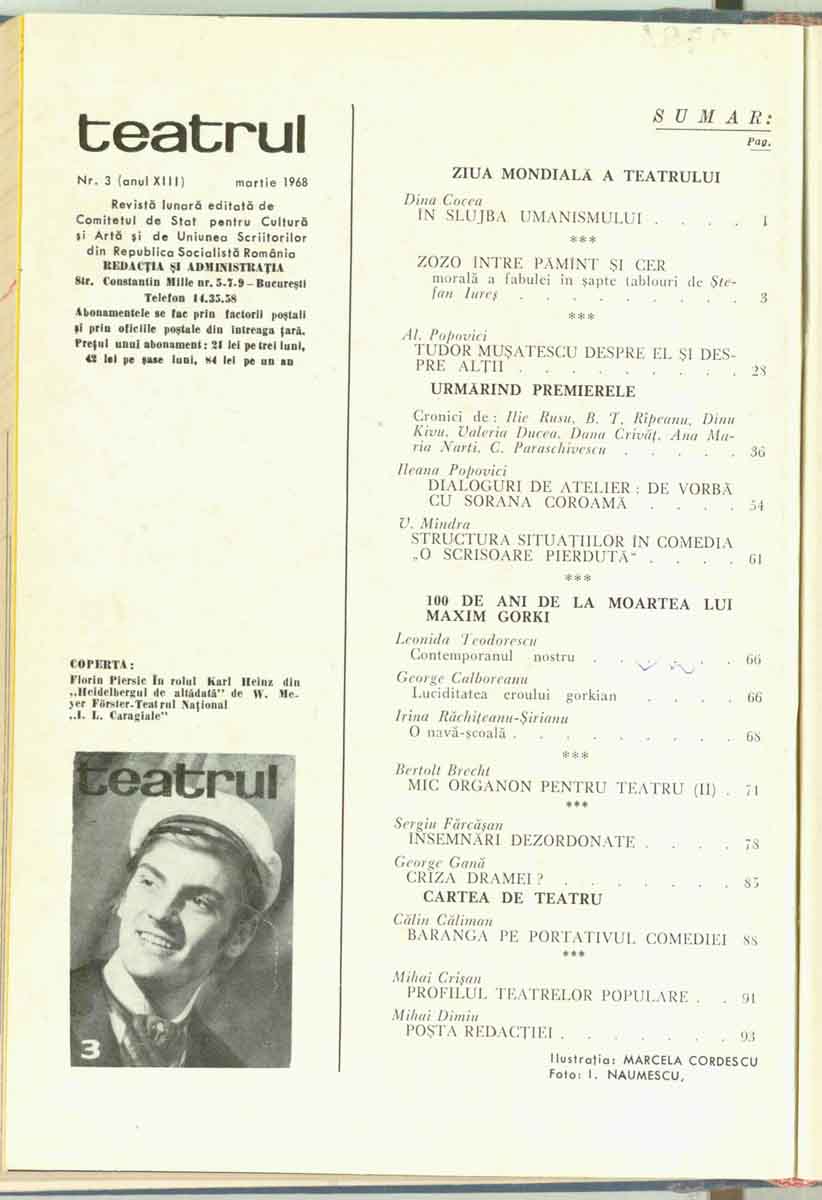 teatrul
Nr. 3 (anul XIII) martie 1968
Revistă lunară editată de
Comitetul de Stat pentru Cultură
și Artă și de Uniunea Scriitorilor
din Republica Socialistă România
REDACȚIA ȘI ADMINISTRAȚIA
Str. Constantin Mille nr. 5-7-9 – București
Telefon 14.35.58
Abonamentele se fac prin factorii poștali
și prin oficiile poștale din întreaga țară.
Prețul unui abonament: 21 lei pe trei luni,
42 lei pe șase luni, 84 lei pe un an
COPERTA:
Florin Piersic în rolul Karl Heinz din
„Heidelbergul de altădată" de W. Me-
yer Förster-Teatrul Național
„I. L. Caragiale"
teatrul
3
SUMAR:
Pag.
ZIUA MONDIALĂ A TEATRULUI
Dina Cocea
ÎN SLUJBA UMANISMULUI . . . . 1
***
ZOZO ÎNTRE PĂMÎNT ȘI CER
morală a fabulei în șapte tablouri de Ște-
fan Iureș . . . . . . . . . 3
***
Al. Popovici
TUDOR MUȘATESCU DESPRE EL ȘI DES-
PRE ALȚII . . . . . . . . . 28
URMĂRIND PREMIERELE
Cronici de: Ilie Rusu, B. T. Rîpeanu, Dinu
Kivu, Valeria Ducea, Dana Crivăț, Ana Ma-
ria Narti, C. Paraschivescu . . . . . 36
Ileana Popovici
DIALOGURI DE ATELIER : DE VORBĂ
CU SORANA COROAMĂ . . . . 54
V. Mîndra
STRUCTURA SITUAȚIILOR ÎN COMEDIA
„O SCRISOARE PIERDUTĂ" . . . . 61
***
100 DE ANI DE LA MOARTEA LUI
MAXIM GORKI
Leonida Teodorescu
Contemporanul nostru . . . . . 66
George Calboreanu
Luciditatea eroului gorkian . . . . 66
Irina Răchițeanu-Șirianu
O navă-școală . . . . . . . . . 68
***
Bertolt Brecht
MIC ORGANON PENTRU TEATRU (II) . 71
***
Sergiu Fărcășan
ÎNSEMNĂRI DEZORDONATE . . . . 78
George Gană
CRIZA DRAMEI? . . . . . . . 85
CARTEA DE TEATRU
Călin Căliman
BARANGA PE PORTATIVUL COMEDIEI 88
***
Mihai Crișan
PROFILUL TEATRELOR POPULARE . . 91
Mihai Dimiu
POȘTA REDACȚIEI . . . . . . . 93
Ilustrația: MARCELA CORDESCU
Foto: I. NAUMESCU,